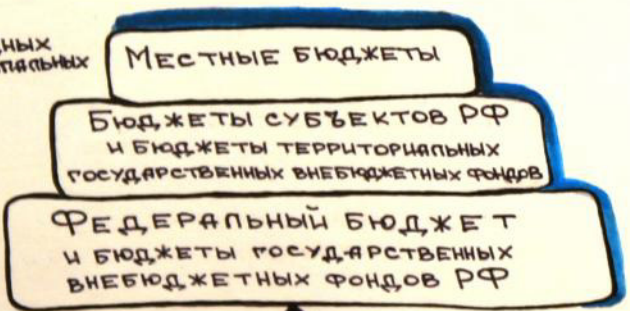 Местные бюджеты
Бюджеты субъектов РФ
и бюджеты территориальных
государственных внебюджетных фондов
Федеральный бюджет
и бюджеты государственных
внебюджетных фондов РФ